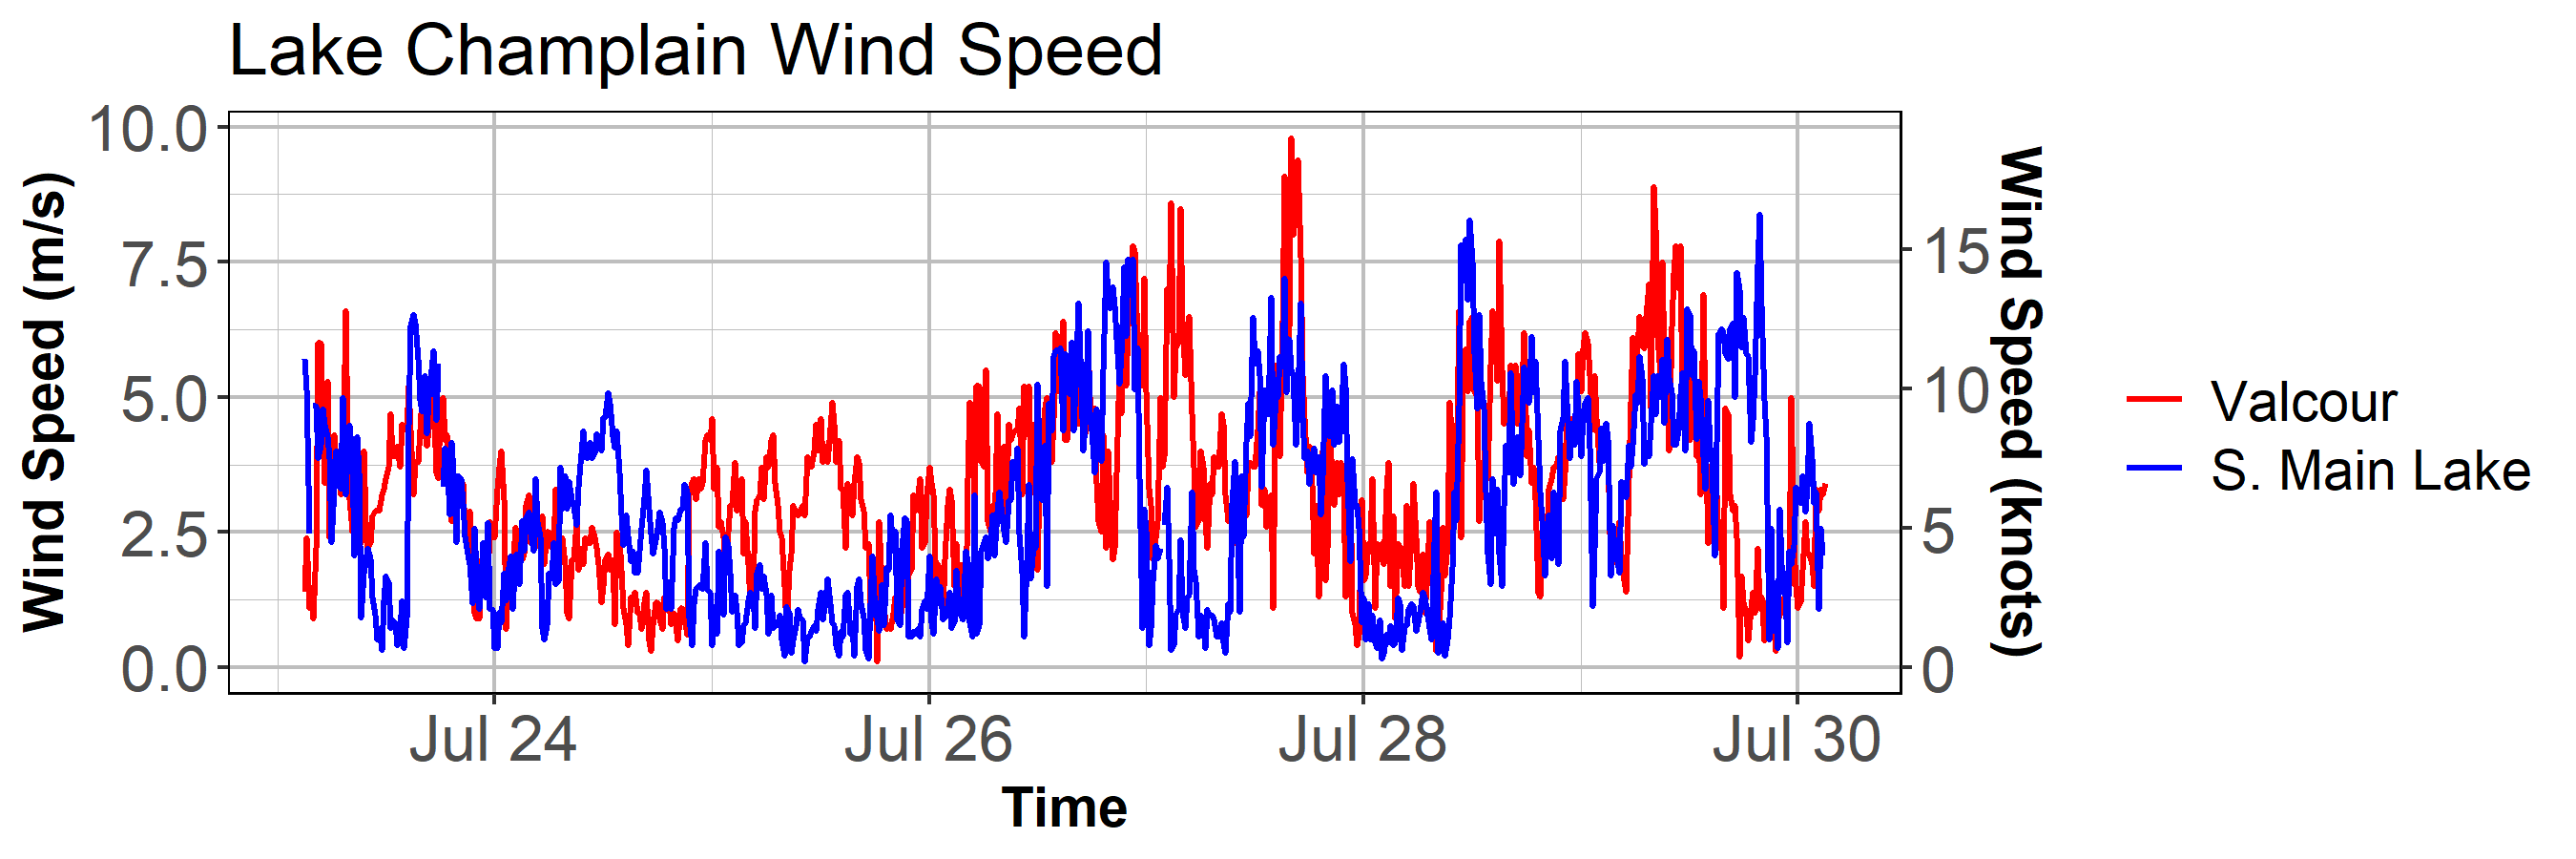 Lake Champlain Wind Speed
Wind Speed (m/s)
10.0
7.5
5.0
2.5
0.0
Wind Speed (knots)
15
10
5
0
Jul 24
Jul 26
Jul 28
Jul 30
Time
Valcour
S. Main Lake